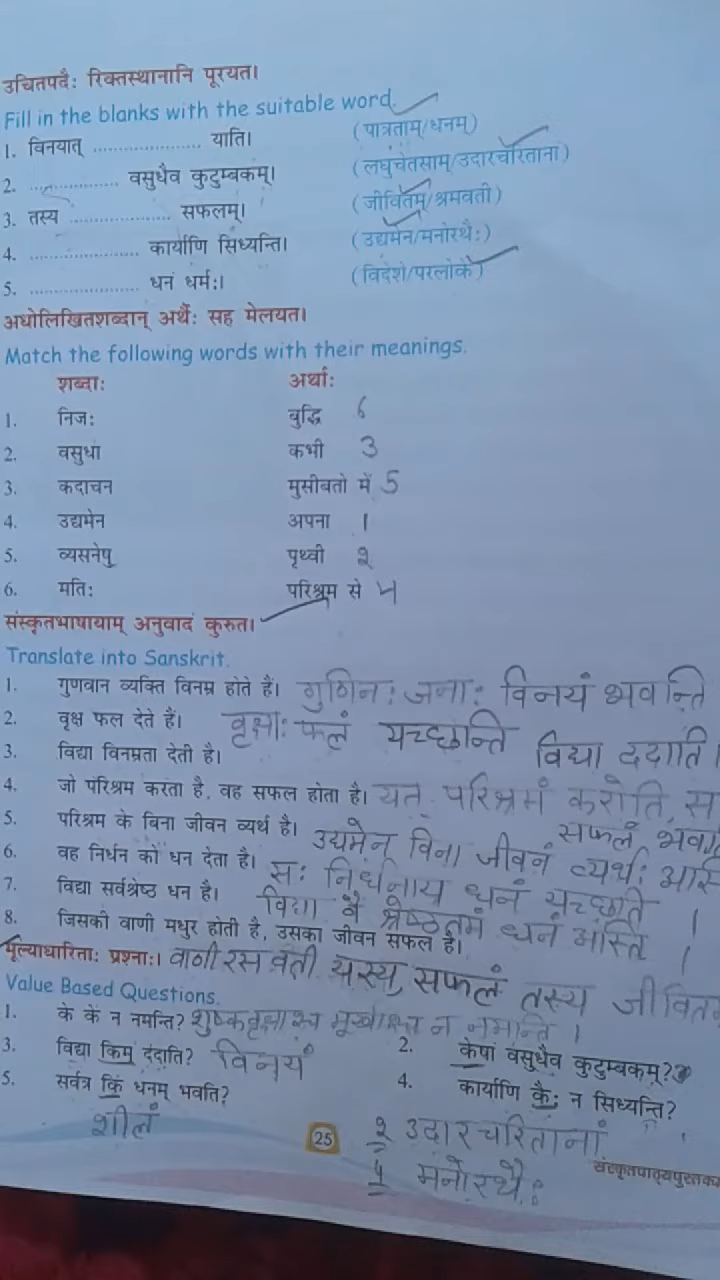 उचितपदैः रिक्तस्थानानि पूरयत।
Fill in the blanks with the suitable word.
1. विनयात् .................... याति। (पात्रताम्/धनम्)
2. .................... वसुधैव कुटुम्बकम्। (लघुचेतसाम्/उदारचरितानां)
3. तस्य .................... सफलम्। (जीवितम्/श्रमवती)
4. .................... कार्याणि सिध्यन्ति। (उद्यमेन/मनोरथैः)
5. .................... धनं धर्मः। (विदेशे/परलोके)
अधोलिखितशब्दान् अर्थैः सह मेलयत।
Match the following words with their meanings.
शब्दाः अर्थाः
1. निजः बुद्धि 6
2. वसुधा कभी 3
3. कदाचन मुसीबतों में 5
4. उद्यमेन अपना 1
5. व्यसनेषु पृथ्वी 2
6. मतिः परिश्रम से 4
संस्कृतभाषायाम् अनुवादं कुरुत।
Translate into Sanskrit.
1. गुणवान व्यक्ति विनम्र होते हैं। गुणिनः जनाः विनयं भवन्ति
2. वृक्ष फल देते हैं। वृक्षाः फलं यच्छान्ति
3. विद्या विनम्रता देती है। विद्या ददाति।
4. जो परिश्रम करता है, वह सफल होता है। यत् परिश्रमं करोति, स
सफलं
5. परिश्रम के बिना जीवन व्यर्थ है। उद्यमेन विना जीवनं व्यर्थः
6. वह निर्धन को धन देता है। सः निर्धनाय धनं यच्छति
7. विद्या सर्वश्रेष्ठ धन है। विद्या वै श्रेष्ठतमं धनं अस्ति।
8. जिसकी वाणी मधुर होती है, उसका जीवन सफल है।
वाणी रसवती यस्य, सफलं तस्य
मूल्याधारिताः प्रश्नाः।
Value Based Questions.
1. के के न नमन्ति? न नमन्ति।
2. केषां वसुधैव कुटुम्बकम्?
3. विद्या किम् ददाति? विनयं
4. कार्याणि कैः न सिध्यन्ति?
5. सर्वत्र किं धनम् भवति?
शीलं
2 उदारचरितानां
4 मनोरथैः
25
संस्कृतपाठ्यपुस्तकम्